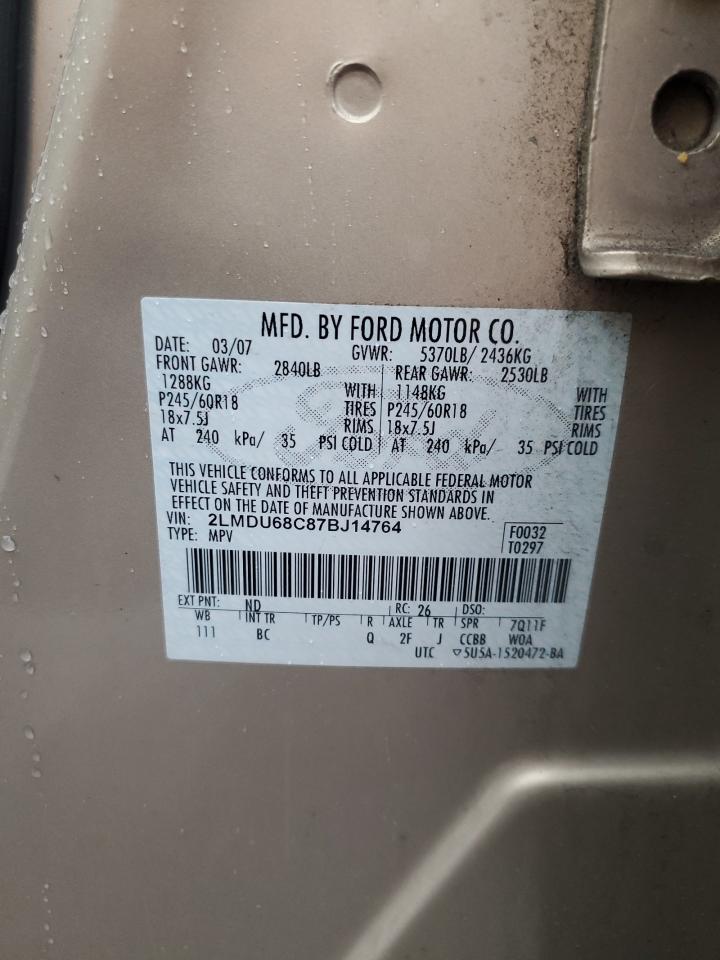 MFD. BY FORD MOTOR CO.
DATE: 03/07 GVWR: 5370LB/ 2436KG
FRONT GAWR: 2840LB REAR GAWR: 2530LB
1288KG WITH 1148KG WITH
P245/60R18 TIRES P245/60R18 TIRES
18x7.5J RIMS 18x7.5J RIMS
AT 240 kPa/ 35 PSI COLD AT 240 kPa/ 35 PSI COLD
Ford
THIS VEHICLE CONFORMS TO ALL APPLICABLE FEDERAL MOTOR
VEHICLE SAFETY AND THEFT PREVENTION STANDARDS IN
EFFECT ON THE DATE OF MANUFACTURE SHOWN ABOVE.
VIN: 2LMDU68C87BJ14764
TYPE: MPV
F0032
T0297
EXT PNT: ND RC: 26 DSO:
WB INT TR TP/PS R AXLE TR SPR 7Q11F
111 BC Q 2F J CCBB WOA
UTC ▽5U5A-1520472-BA